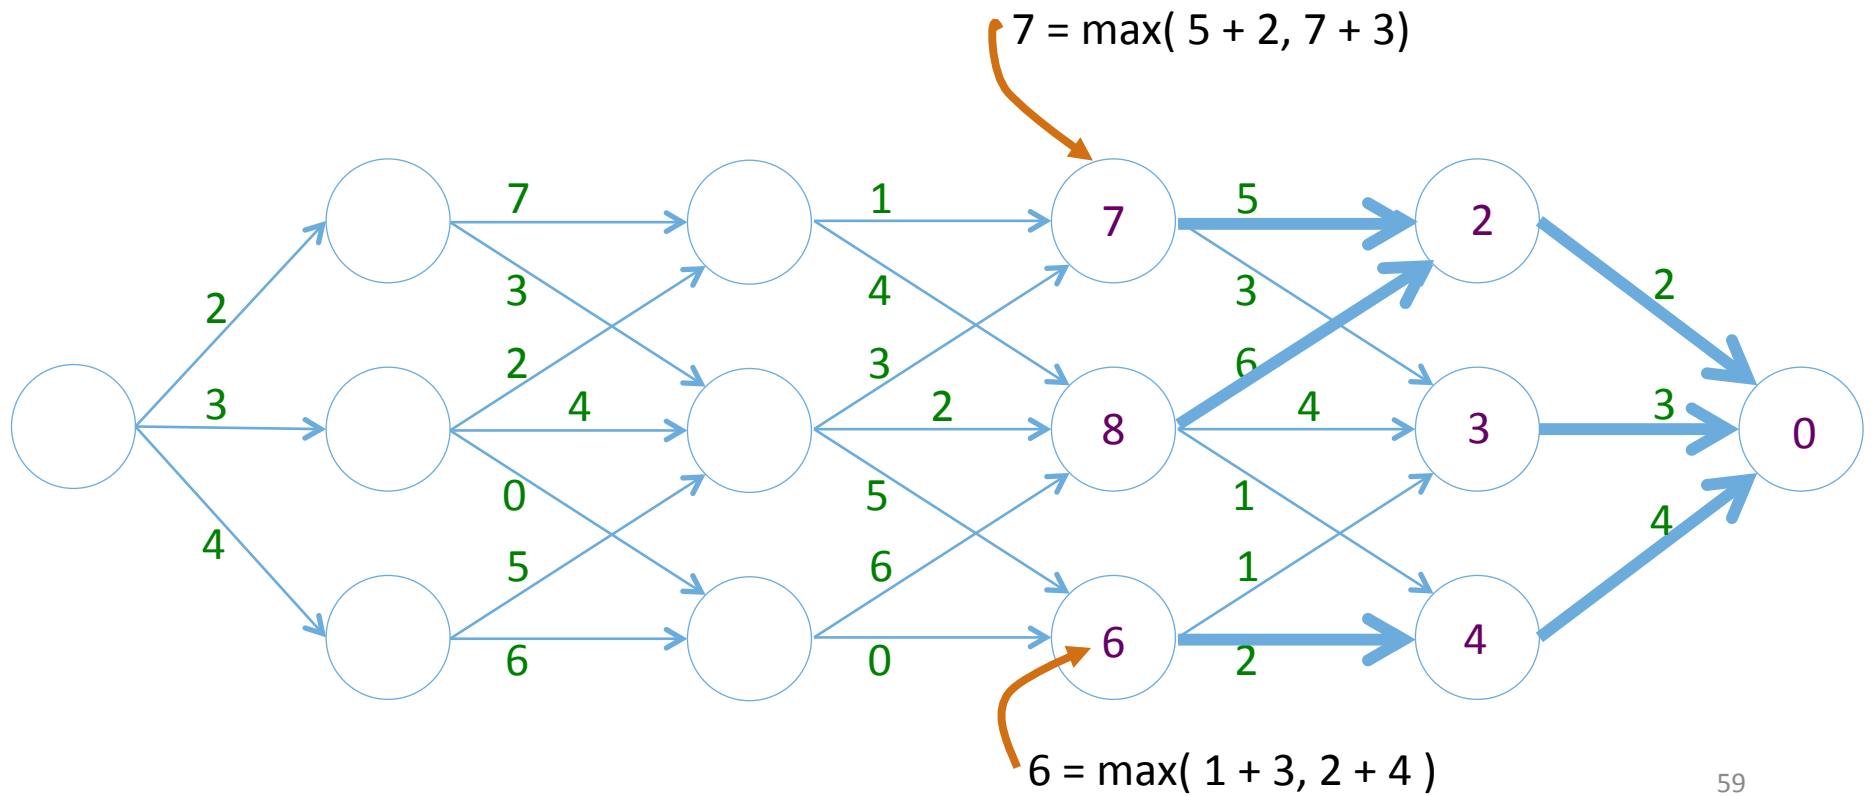 7 = max( 5 + 2, 7 + 3)
7 1 7 5 2
2 3 4 3 2
2 3 6
3 4 2 8 4 3 3 0
0 5 1
4 5 6 1 4
6 0 6 2 4
6 = max( 1 + 3, 2 + 4 )
59